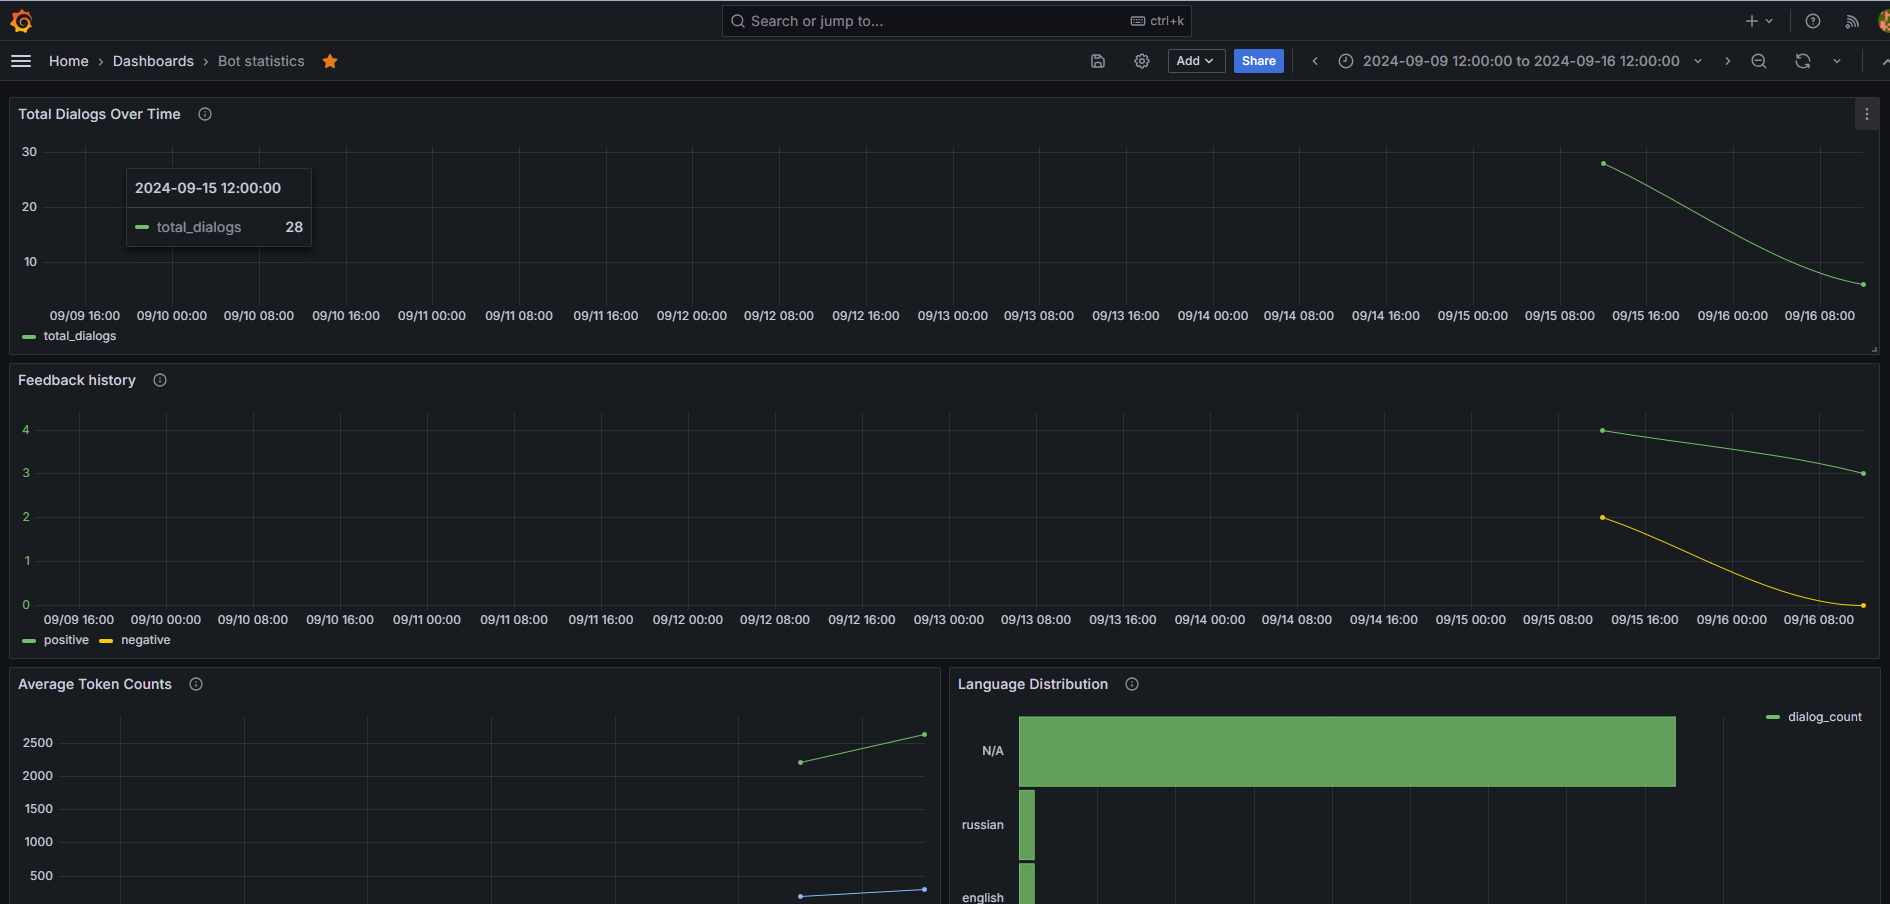 Search or jump to... ctrl+k
Home › Dashboards › Bot statistics
Add Share 2024-09-09 12:00:00 to 2024-09-16 12:00:00
Total Dialogs Over Time
30
20
10
2024-09-15 12:00:00
total_dialogs 28
09/09 16:00 09/10 00:00 09/10 08:00 09/10 16:00 09/11 00:00 09/11 08:00 09/11 16:00 09/12 00:00 09/12 08:00 09/12 16:00 09/13 00:00 09/13 08:00 09/13 16:00 09/14 00:00 09/14 08:00 09/14 16:00 09/15 00:00 09/15 08:00 09/15 16:00 09/16 00:00 09/16 08:00
total_dialogs
Feedback history
4
3
2
1
0
09/09 16:00 09/10 00:00 09/10 08:00 09/10 16:00 09/11 00:00 09/11 08:00 09/11 16:00 09/12 00:00 09/12 08:00 09/12 16:00 09/13 00:00 09/13 08:00 09/13 16:00 09/14 00:00 09/14 08:00 09/14 16:00 09/15 00:00 09/15 08:00 09/15 16:00 09/16 00:00 09/16 08:00
positive negative
Average Token Counts
2500
2000
1500
1000
500
Language Distribution
dialog_count
N/A
russian
english